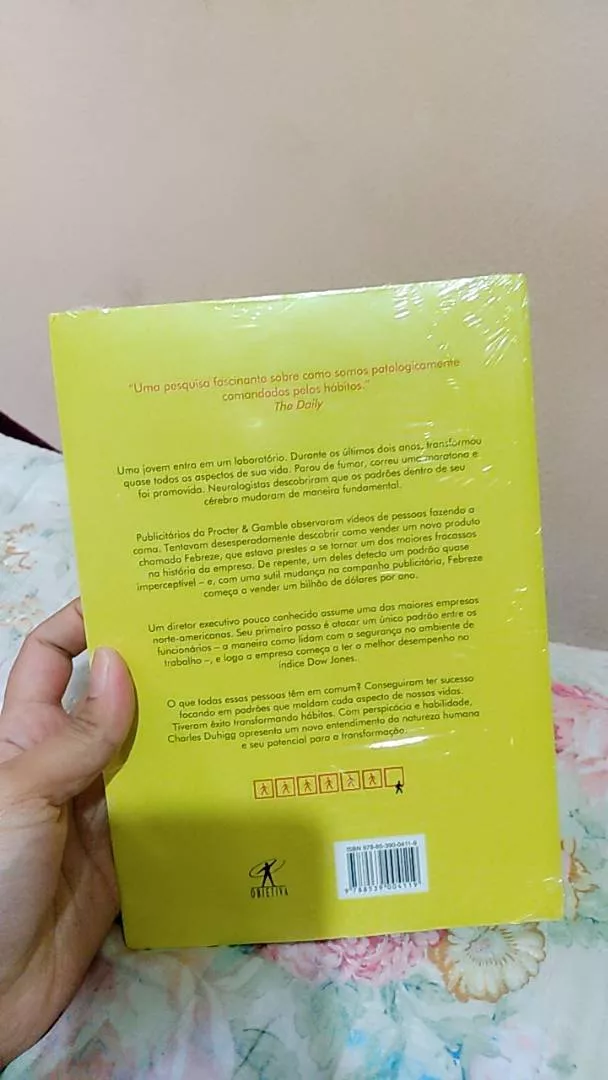 "Uma pesquisa fascinante sobre como somos patologicamente
comandados pelos hábitos."
The Daily
Uma jovem entra em um laboratório. Durante os últimos dois anos, transformou
quase todos os aspectos de sua vida. Parou de fumar, correu uma maratona e
foi promovida. Neurologistas descobriram que os padrões dentro de seu
cérebro mudaram de maneira fundamental.
Publicitários da Procter & Gamble observaram vídeos de pessoas fazendo a
cama. Tentavam desesperadamente descobrir como vender um novo produto
chamado Febreze, que estava prestes a se tornar um dos maiores fracassos
na história da empresa. De repente, um deles detecta um padrão quase
imperceptível – e, com uma sutil mudança na campanha publicitária, Febreze
começa a vender um bilhão de dólares por ano.
Um diretor executivo pouco conhecido assume uma das maiores empresas
norte-americanas. Seu primeiro passo é atacar um único padrão entre os
funcionários – a maneira como lidam com a segurança no ambiente de
trabalho –, e logo a empresa começa a ter o melhor desempenho no
índice Dow Jones.
O que todas essas pessoas têm em comum? Conseguiram ter sucesso
focando em padrões que moldam cada aspecto de nossas vidas.
Tiveram êxito transformando hábitos. Com perspicácia e habilidade,
Charles Duhigg apresenta um novo entendimento da natureza humana
e seu potencial para a transformação.
ISBN 978-85-390-0411-9
9 788539 004119
OBJETIVA